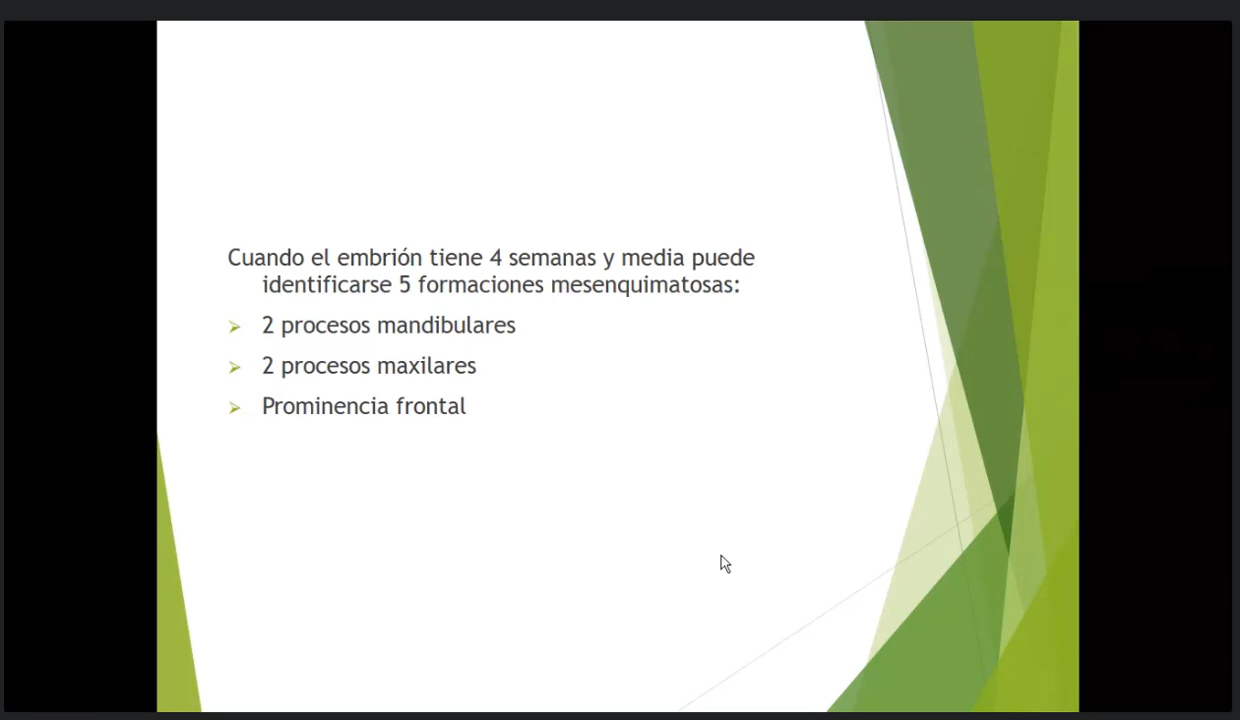 Cuando el embrión tiene 4 semanas y media puede
identificarse 5 formaciones mesenquimatosas:
2 procesos mandibulares
2 procesos maxilares
Prominencia frontal